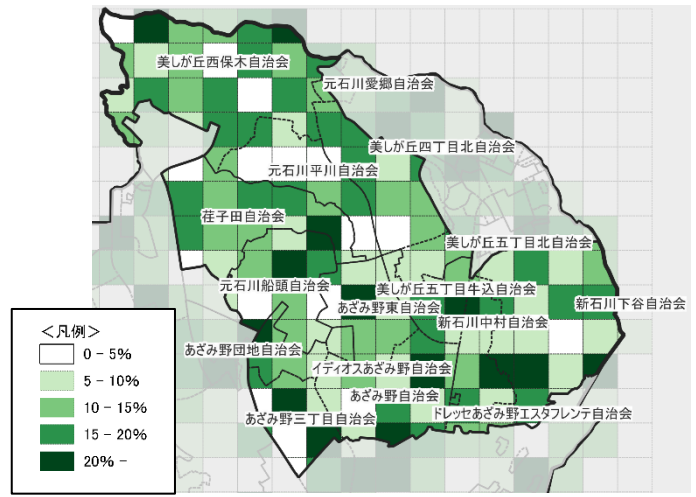 美しが丘西保木自治会
元石川愛郷自治会
美しが丘四丁目北自治会
元石川平川自治会
荏子田自治会
美しが丘五丁目北自治会
元石川船頭自治会
美しが丘五丁目牛込自治会
あざみ野東自治会
新石川下谷自治会
新石川中村自治会
あざみ野団地自治会
イディオスあざみ野自治会
あざみ野自治会
あざみ野三丁目自治会
ドレッセあざみ野エスタフレンテ自治会
＜凡例＞
0 - 5%
5 - 10%
10 - 15%
15 - 20%
20% -